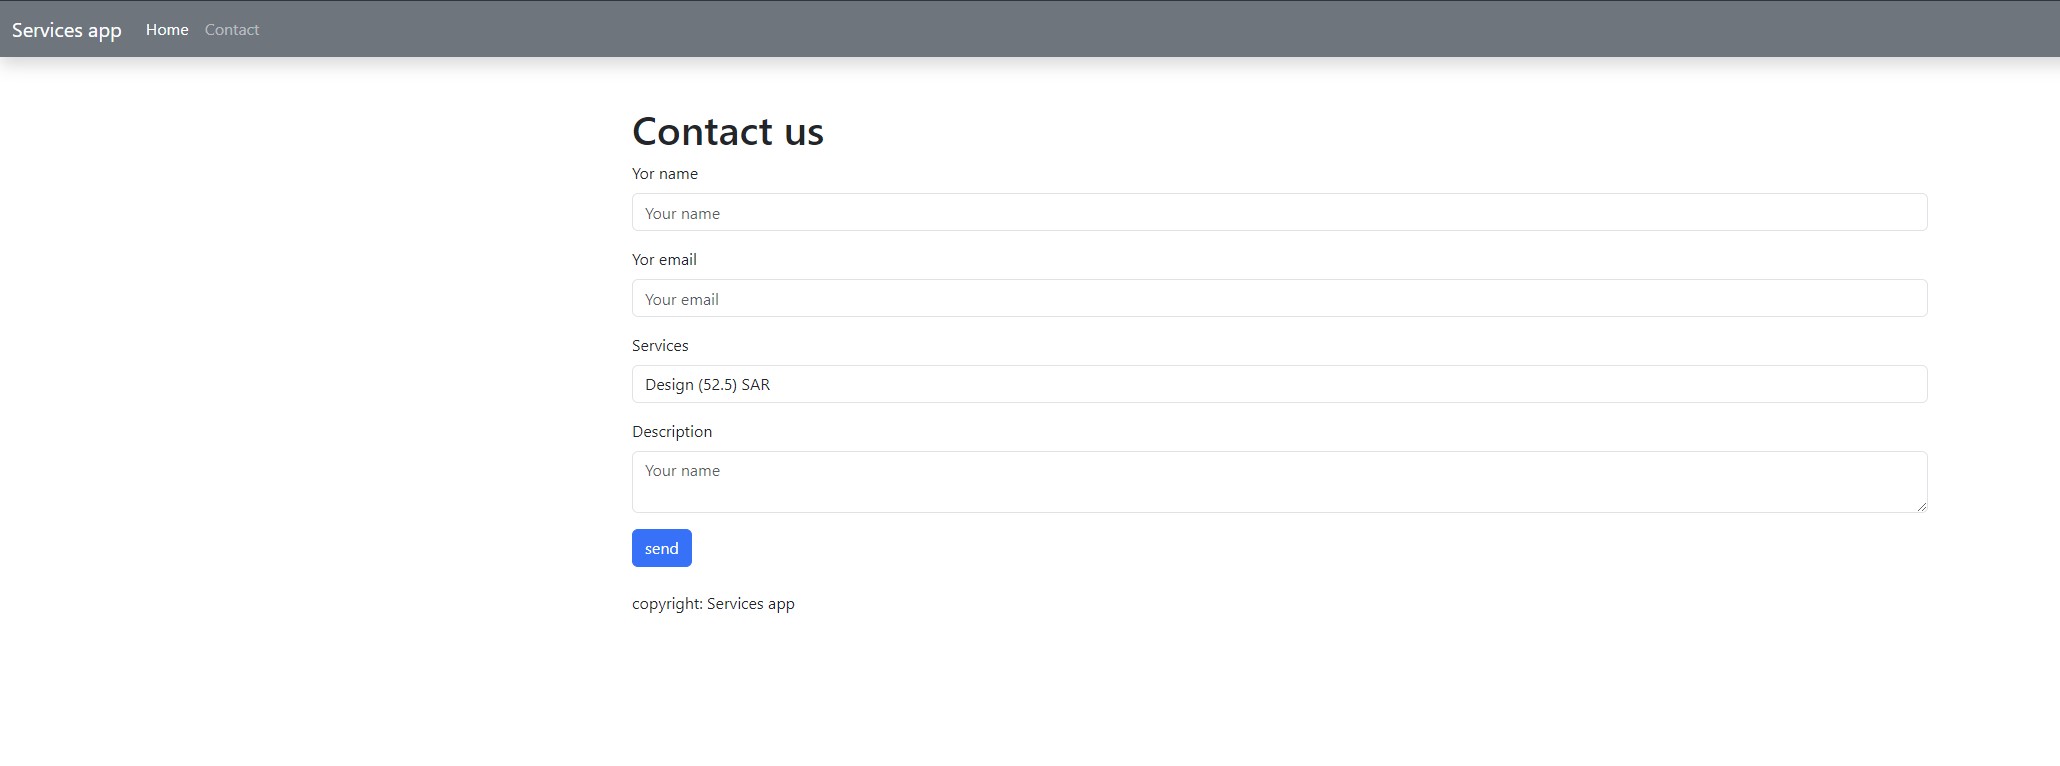 Services app Home Contact
Contact us
Yor name
Your name
Yor email
Your email
Services
Design (52.5) SAR
Description
Your name
send
copyright: Services app